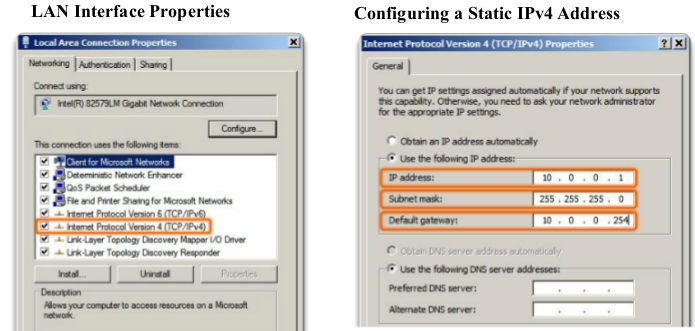 LAN Interface Properties
Local Area Connection Properties
Networking Authentication Sharing
Connect using:
Intel(R) 82579LM Gigabit Network Connection
Configure...
This connection uses the following items:
Client for Microsoft Networks
Deterministic Network Enhancer
QoS Packet Scheduler
File and Printer Sharing for Microsoft Networks
Internet Protocol Version 6 (TCP/IPv6)
Internet Protocol Version 4 (TCP/IPv4)
Link-Layer Topology Discovery Mapper I/O Driver
Link-Layer Topology Discovery Responder
Install... Uninstall Properties
Description
Allows your computer to access resources on a Microsoft
network.
Configuring a Static IPv4 Address
Internet Protocol Version 4 (TCP/IPv4) Properties
General
You can get IP settings assigned automatically if your network supports
this capability. Otherwise, you need to ask your network administrator
for the appropriate IP settings.
Obtain an IP address automatically
Use the following IP address:
IP address: 10 . 0 . 0 . 1
Subnet mask: 255 . 255 . 255 . 0
Default gateway: 10 . 0 . 0 . 254
Obtain DNS server address automatically
Use the following DNS server addresses:
Preferred DNS server: . . .
Alternate DNS server: . . .